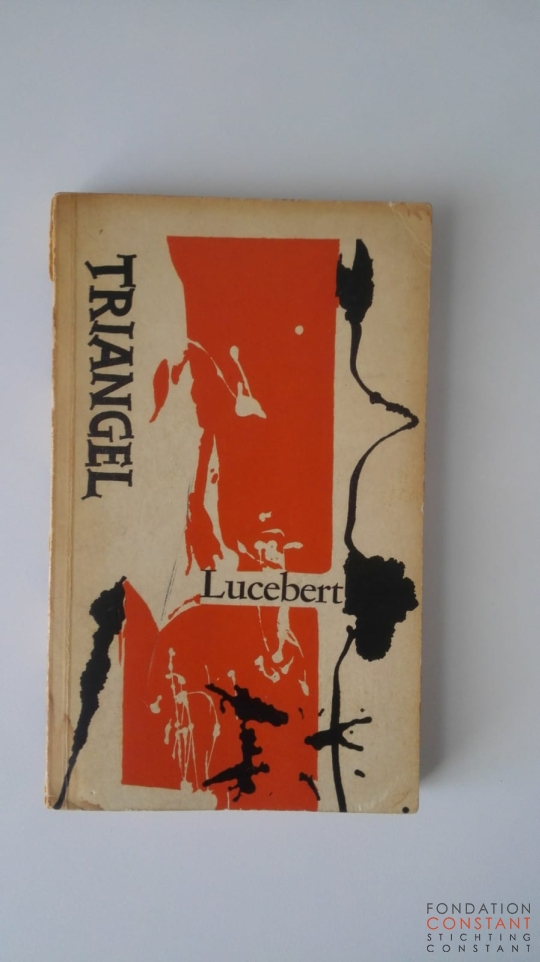 TRIANGEL
Lucebert
FONDATION
CONSTANT
STICHTING
CONSTANT